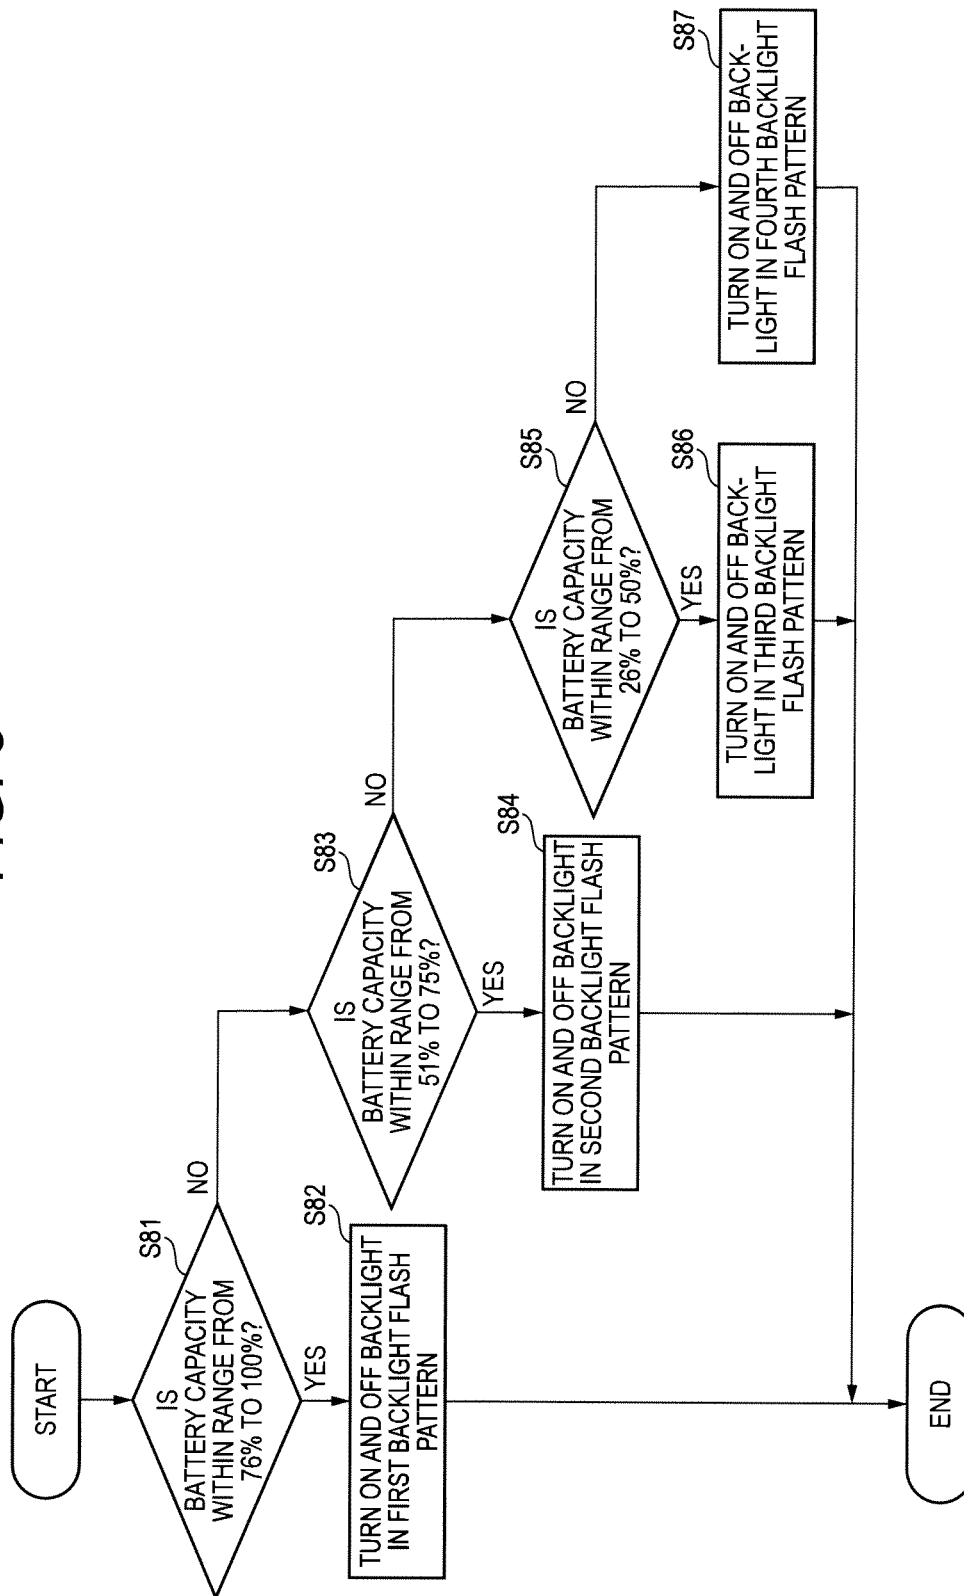 START
S81
IS
BATTERY CAPACITY
WITHIN RANGE FROM
76% TO 100%?
NO
YES
S82
TURN ON AND OFF BACKLIGHT
IN FIRST BACKLIGHT FLASH
PATTERN
S83
IS
BATTERY CAPACITY
WITHIN RANGE FROM
51% TO 75%?
NO
YES
S84
TURN ON AND OFF BACKLIGHT
IN SECOND BACKLIGHT FLASH
PATTERN
S85
IS
BATTERY CAPACITY
WITHIN RANGE FROM
26% TO 50%?
NO
YES
S86
TURN ON AND OFF BACK-
LIGHT IN THIRD BACKLIGHT
FLASH PATTERN
S87
TURN ON AND OFF BACK-
LIGHT IN FOURTH BACKLIGHT
FLASH PATTERN
END